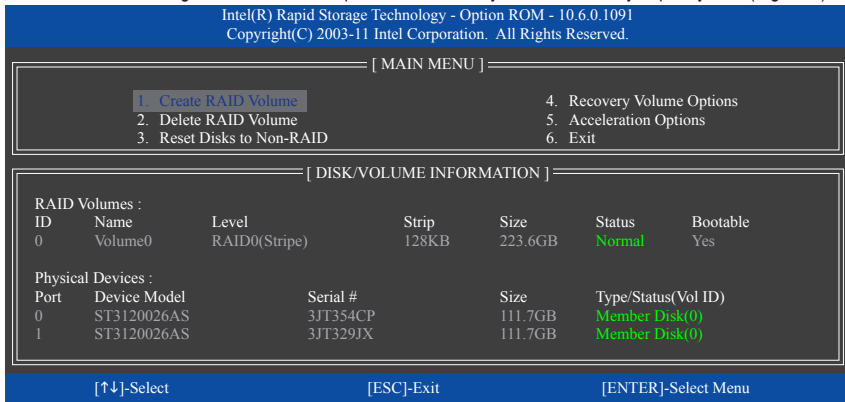 Intel(R) Rapid Storage Technology - Option ROM - 10.6.0.1091
Copyright(C) 2003-11 Intel Corporation. All Rights Reserved.
[ MAIN MENU ]
1. Create RAID Volume
2. Delete RAID Volume
3. Reset Disks to Non-RAID
4. Recovery Volume Options
5. Acceleration Options
6. Exit
[ DISK/VOLUME INFORMATION ]
RAID Volumes :
ID Name Level Strip Size Status Bootable
0 Volume0 RAID0(Stripe) 128KB 223.6GB Normal Yes
Physical Devices :
Port Device Model Serial # Size Type/Status(Vol ID)
0 ST3120026AS 3JT354CP 111.7GB Member Disk(0)
1 ST3120026AS 3JT329JX 111.7GB Member Disk(0)
[↑↓]-Select [ESC]-Exit [ENTER]-Select Menu